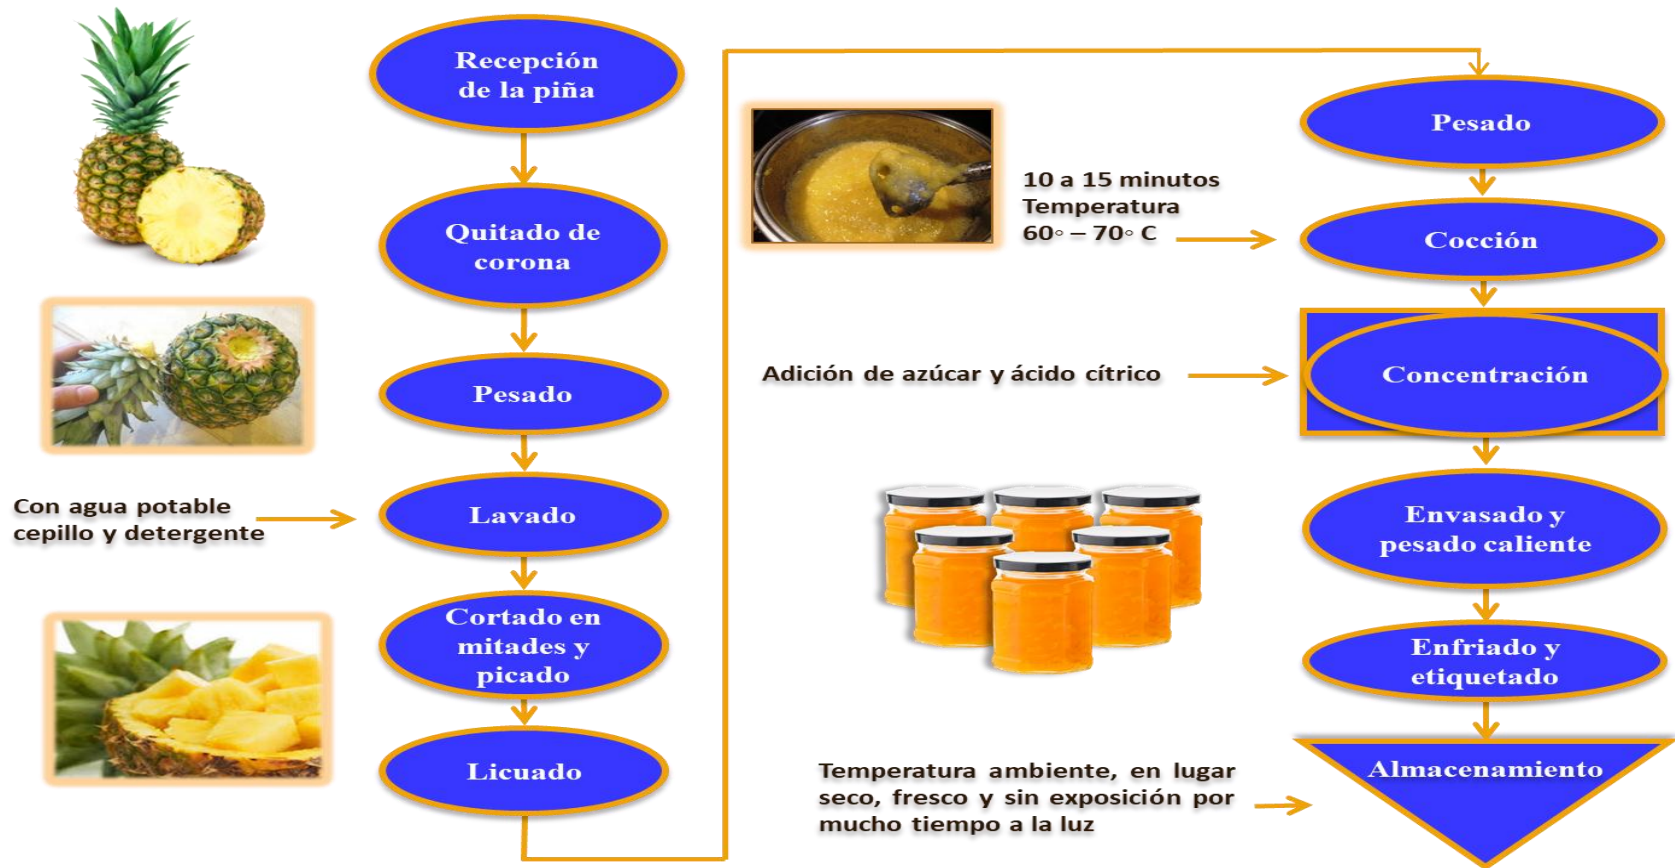 Recepción
de la piña
Quitado de
corona
Pesado
Con agua potable
cepillo y detergente
Lavado
Cortado en
mitades y
picado
Licuado
Pesado
10 a 15 minutos
Temperatura
60◦ – 70◦ C
Cocción
Adición de azúcar y ácido cítrico
Concentración
Envasado y
pesado caliente
Enfriado y
etiquetado
Temperatura ambiente, en lugar
seco, fresco y sin exposición por
mucho tiempo a la luz
Almacenamiento